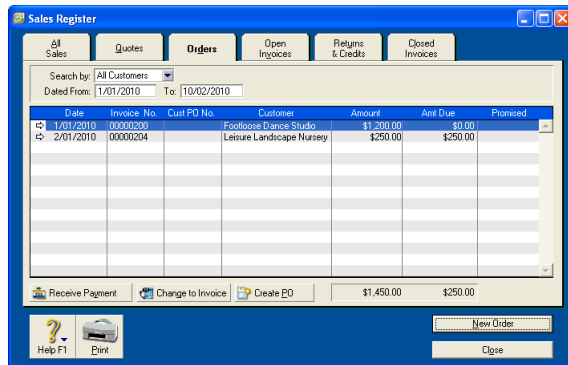 Sales Register
All Sales
Quotes
Orders
Open Invoices
Returns & Credits
Closed Invoices
Search by: All Customers
Dated From: 1/01/2010 To: 10/02/2010
Date Invoice No. Cust PO No. Customer Amount Amt Due Promised
1/01/2010 00000200 Footloose Dance Studio $1,200.00 $0.00
2/01/2010 00000204 Leisure Landscape Nursery $250.00 $250.00
Receive Payment Change to Invoice Create PO $1,450.00 $250.00
New Order
Help F1 Print Close